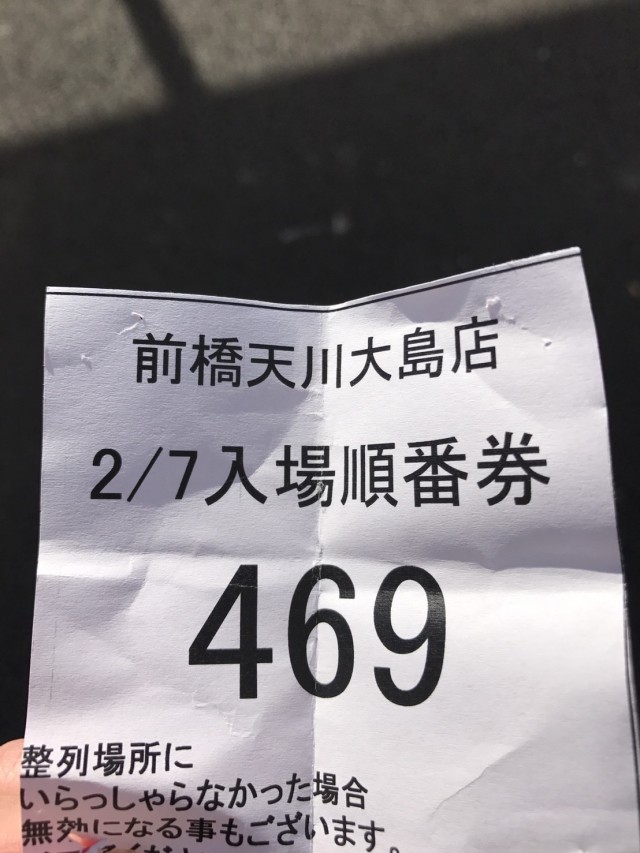 前橋天川大島店
2/7入場順番券
469
整列場所に
いらっしゃらなかった場合
無効になる事もございます。